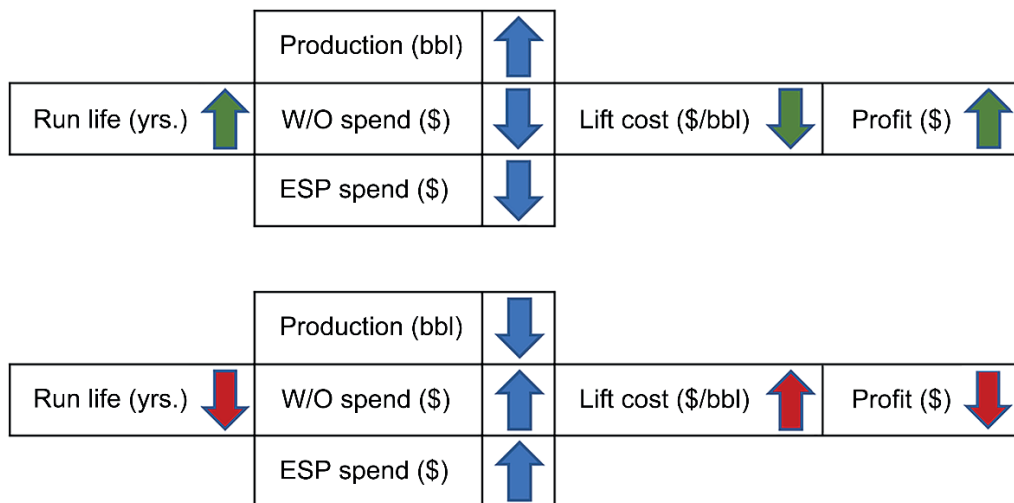 Production (bbl)
Run life (yrs.)
W/O spend ($)
Lift cost ($/bbl)
Profit ($)
ESP spend ($)
Production (bbl)
Run life (yrs.)
W/O spend ($)
Lift cost ($/bbl)
Profit ($)
ESP spend ($)